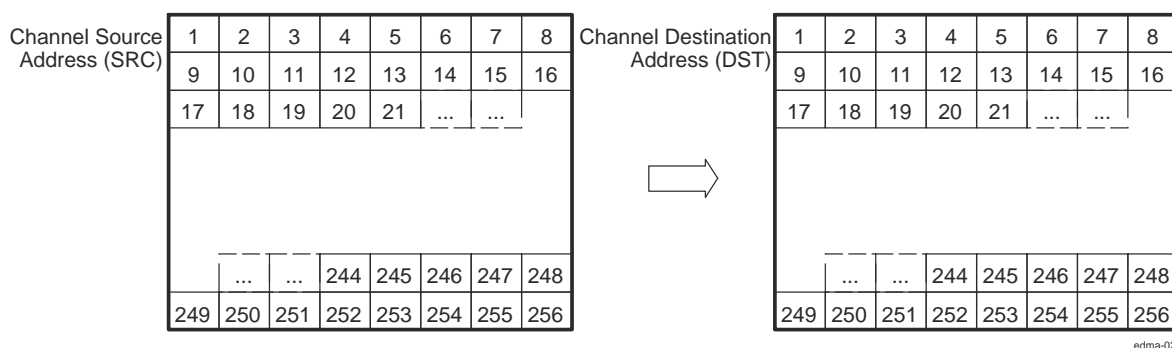 Channel Source
Address (SRC)
1 2 3 4 5 6 7 8
9 10 11 12 13 14 15 16
17 18 19 20 21 ... ...
... ... 244 245 246 247 248
249 250 251 252 253 254 255 256
Channel Destination
Address (DST)
1 2 3 4 5 6 7 8
9 10 11 12 13 14 15 16
17 18 19 20 21 ... ...
... ... 244 245 246 247 248
249 250 251 252 253 254 255 256